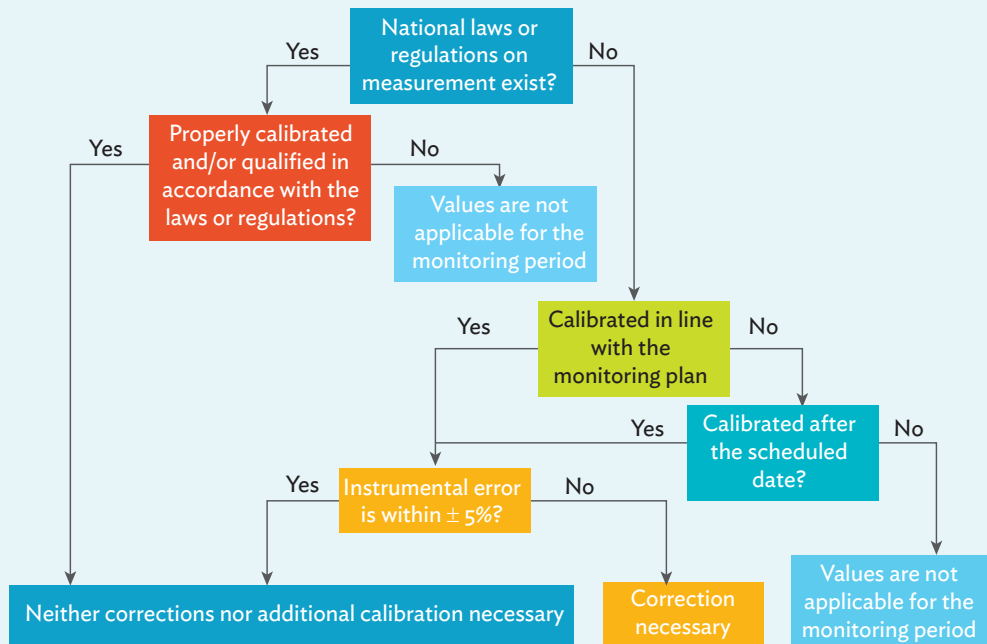 National laws or
regulations on
measurement exist?
Yes
No
Properly calibrated
and/or qualified in
accordance with the
laws or regulations?
Yes
No
Values are not
applicable for the
monitoring period
Calibrated in line
with the
monitoring plan
Yes
No
Calibrated after
the scheduled
date?
Yes
No
Instrumental error
is within ± 5%?
Yes
No
Neither corrections nor additional calibration necessary
Correction
necessary
Values are not
applicable for the
monitoring period